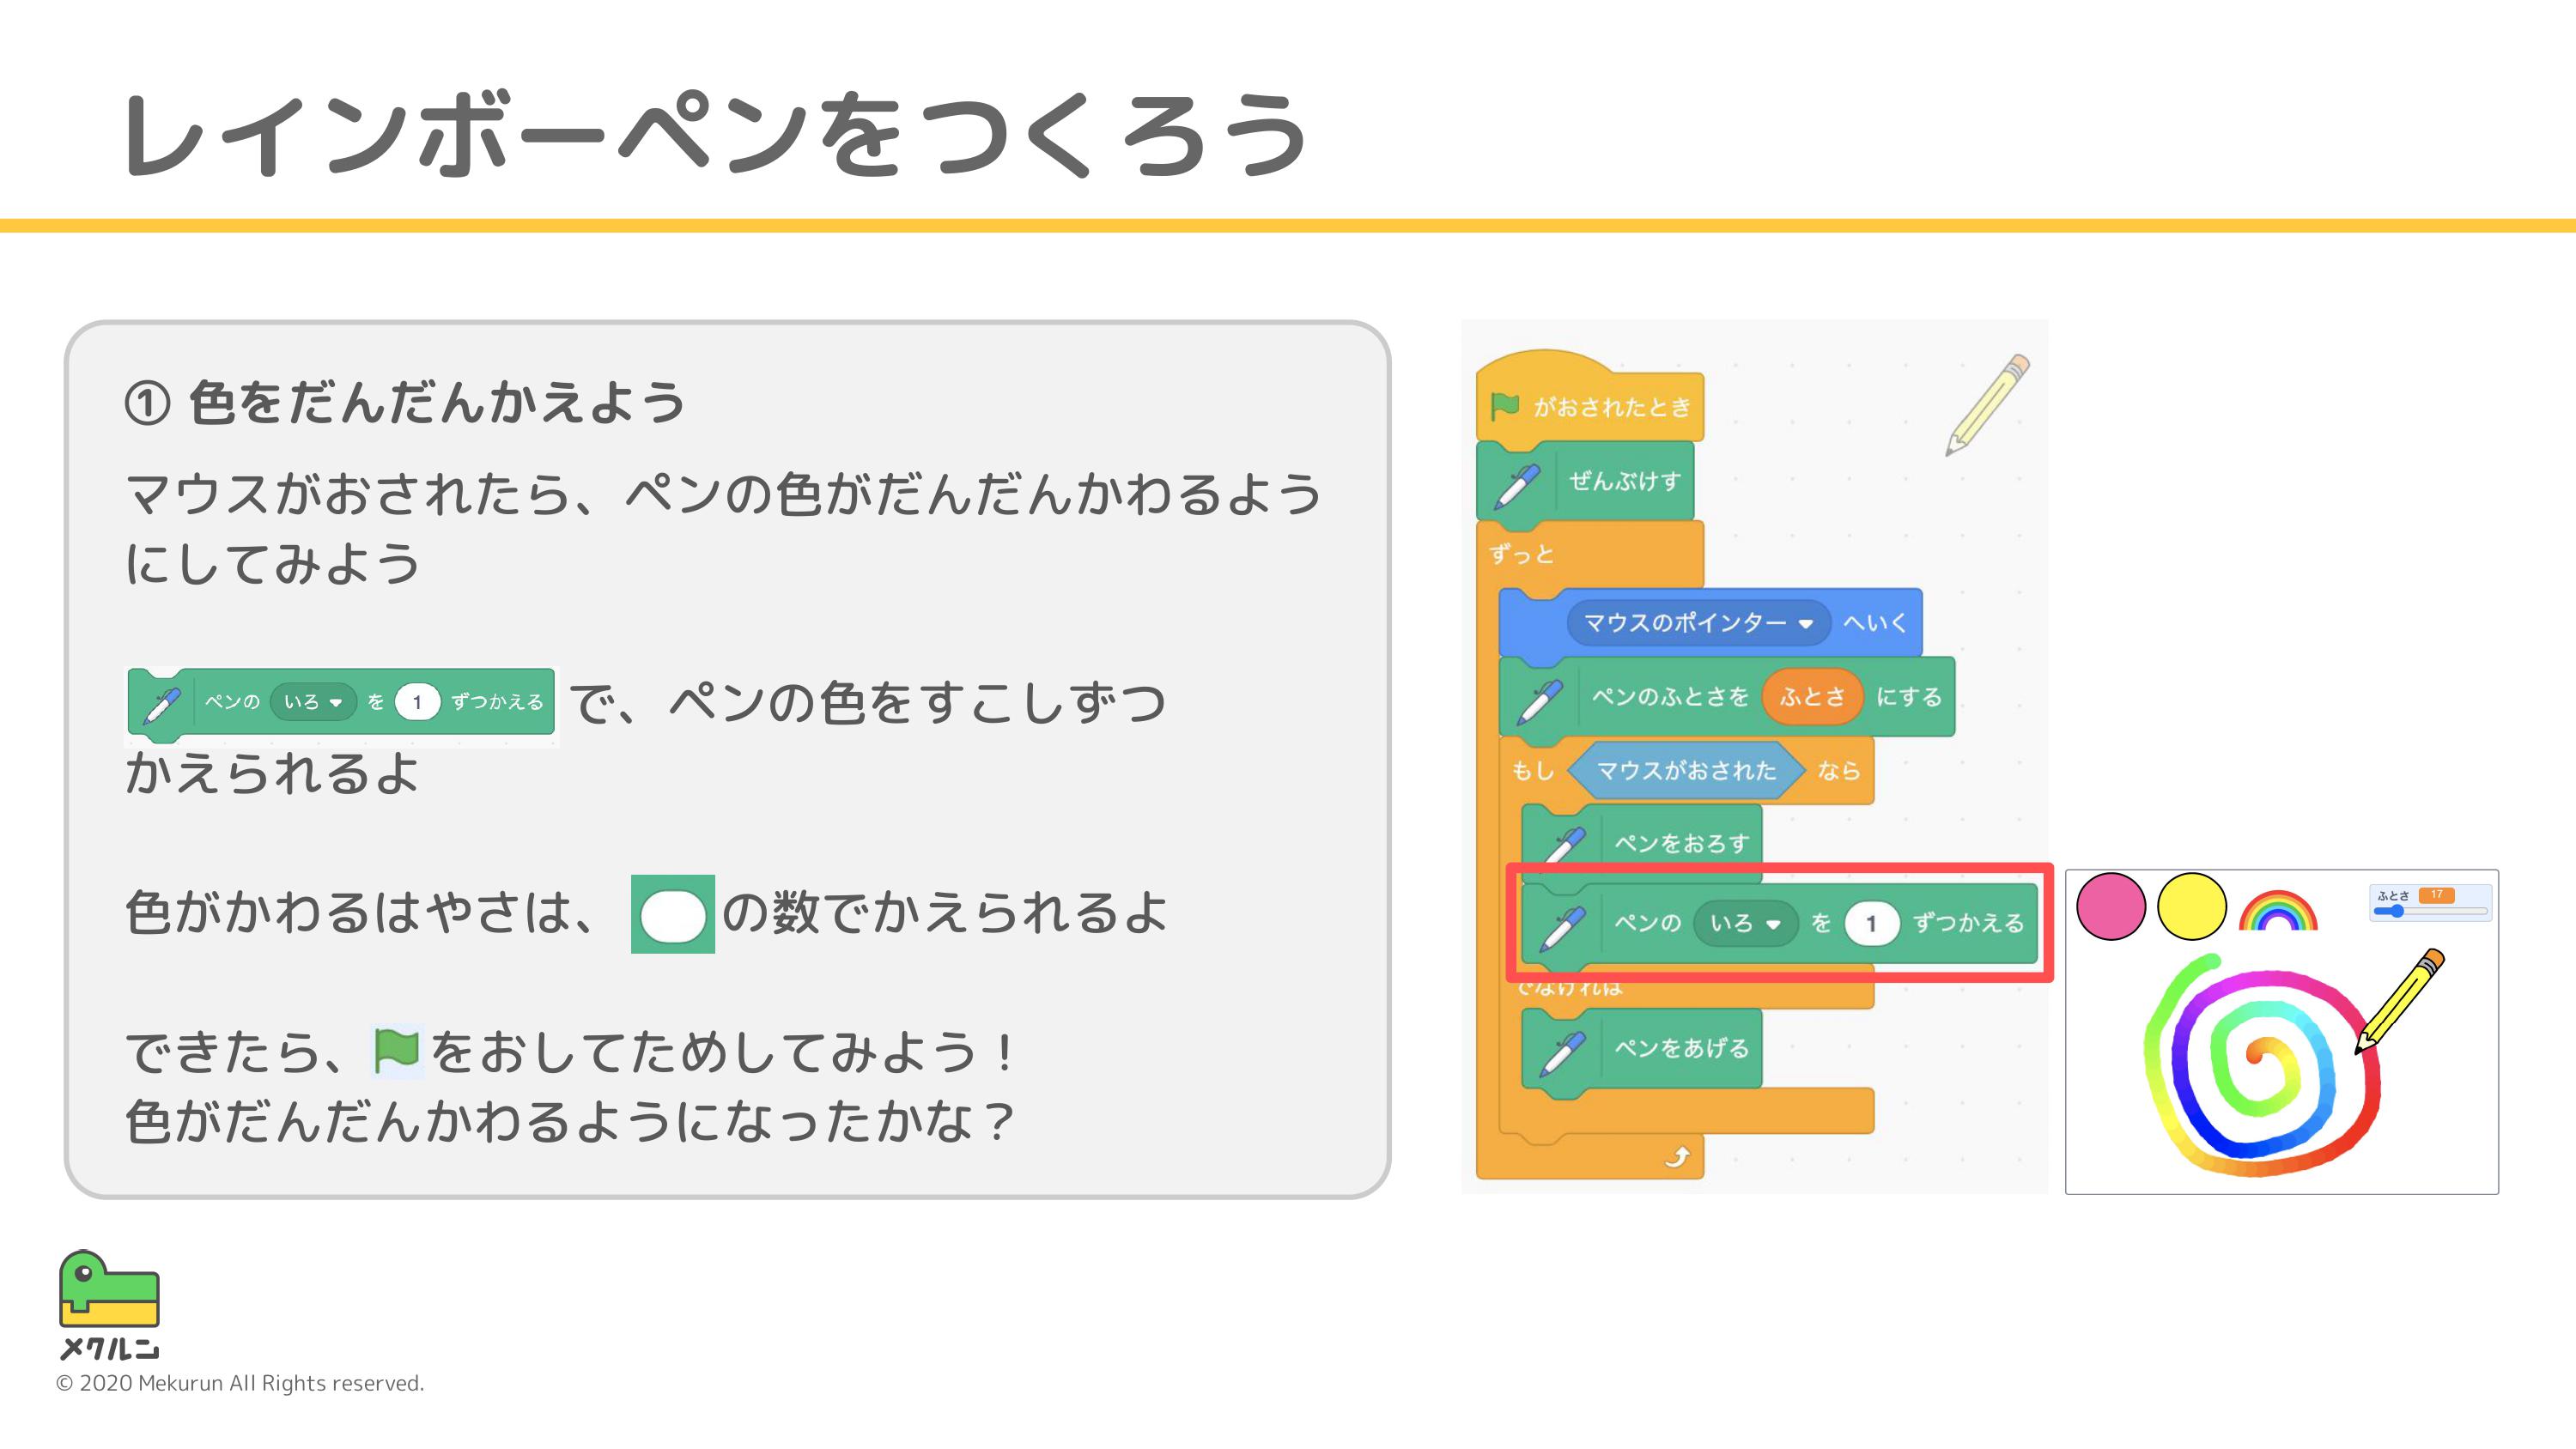 レインボーペンをつくろう
① 色をだんだんかえよう
マウスがおされたら、ペンの色がだんだんかわるよう
にしてみよう
ペンの いろ を 1 ずつかえる で、ペンの色をすこしずつ
かえられるよ
色がかわるはやさは、 の数でかえられるよ
できたら、 をおしてためしてみよう！
色がだんだんかわるようになったかな？
がおされたとき
ぜんぶけす
ずっと
マウスのポインター へいく
ペンのふとさを ふとさ にする
もし マウスがおされた なら
ペンをおろす
ペンの いろ を 1 ずつかえる
でなければ
ペンをあげる
ふとさ 17
メクルン
© 2020 Mekurun All Rights reserved.